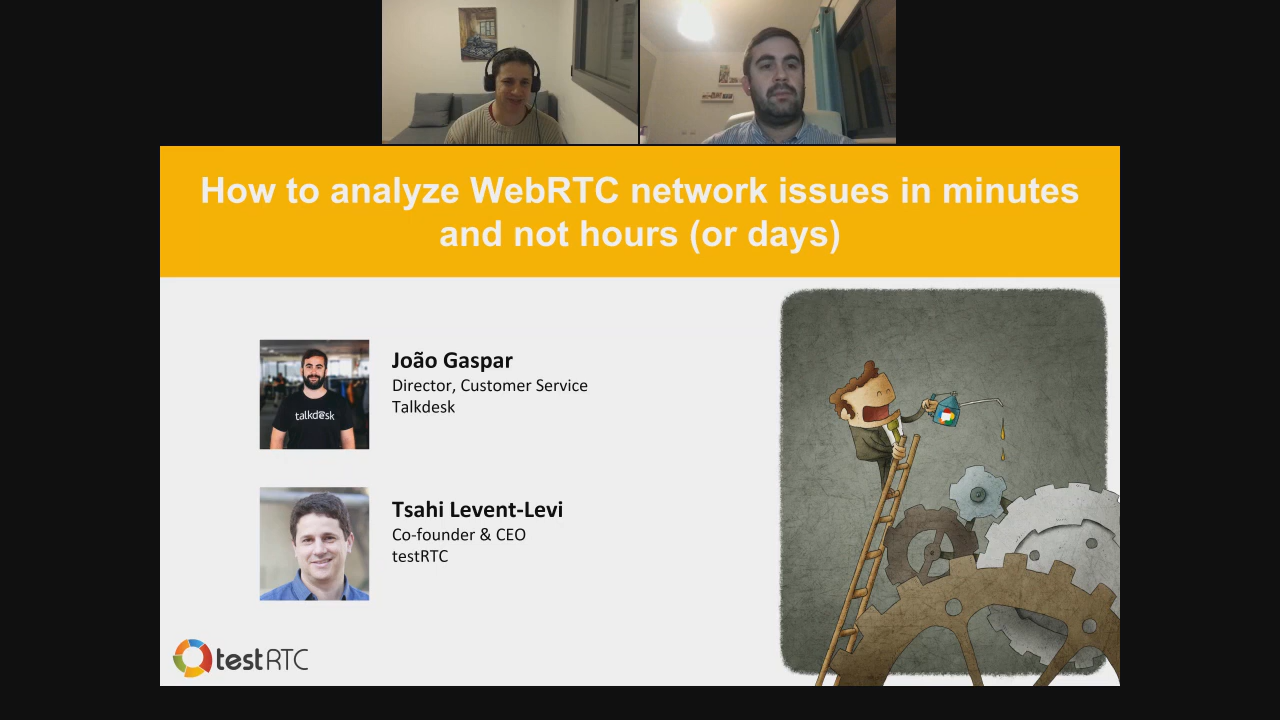 How to analyze WebRTC network issues in minutes
and not hours (or days)
João Gaspar
Director, Customer Service
Talkdesk
talkdesk
Tsahi Levent-Levi
Co-founder & CEO
testRTC
testRTC